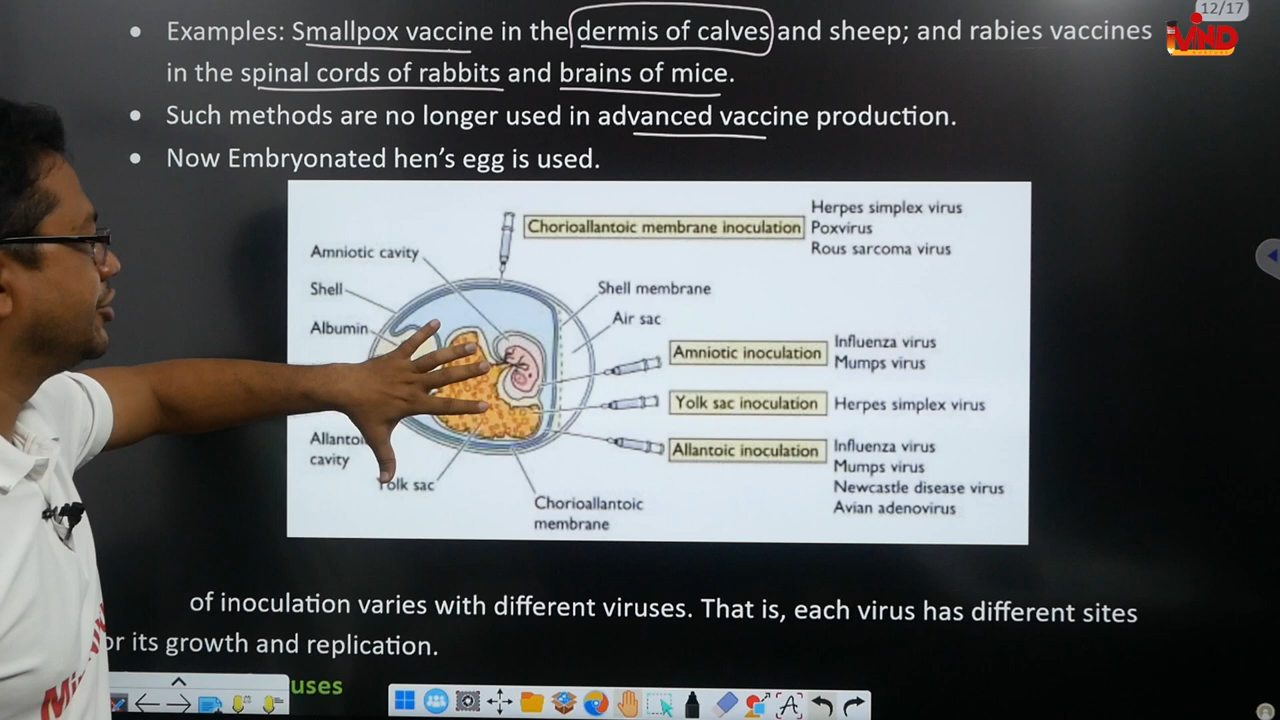 12/17
MIND
• Examples: Smallpox vaccine in the dermis of calves and sheep; and rabies vaccines
in the spinal cords of rabbits and brains of mice.
• Such methods are no longer used in advanced vaccine production.
• Now Embryonated hen's egg is used.
Chorioallantoic membrane inoculation
Herpes simplex virus
Poxvirus
Rous sarcoma virus
Amniotic cavity
Shell
Albumin
Shell membrane
Air sac
Amniotic inoculation
Influenza virus
Mumps virus
Yolk sac inoculation
Herpes simplex virus
Allantoic inoculation
Influenza virus
Mumps virus
Newcastle disease virus
Avian adenovirus
cavity
Yolk sac
Chorioallantoic
membrane
of inoculation varies with different viruses. That is, each virus has different sites
its growth and replication.